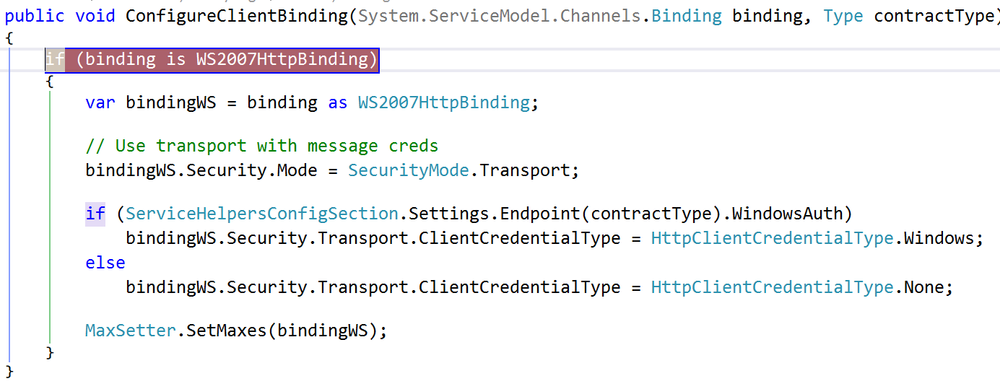 public void ConfigureClientBinding(System.ServiceModel.Channels.Binding binding, Type contractType)
{
if (binding is WS2007HttpBinding)
{
var bindingWS = binding as WS2007HttpBinding;
// Use transport with message creds
bindingWS.Security.Mode = SecurityMode.Transport;
if (ServiceHelpersConfigSection.Settings.Endpoint(contractType).WindowsAuth)
bindingWS.Security.Transport.ClientCredentialType = HttpClientCredentialType.Windows;
else
bindingWS.Security.Transport.ClientCredentialType = HttpClientCredentialType.None;
MaxSetter.SetMaxes(bindingWS);
}
}